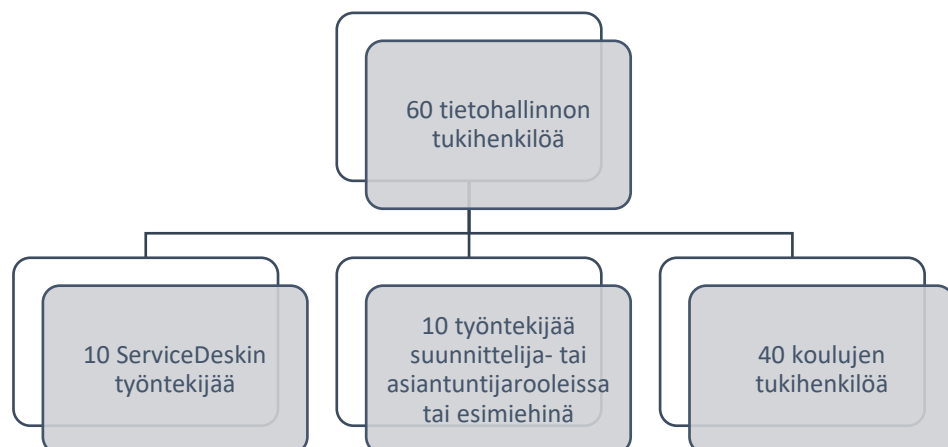 60 tietohallinnon
tukihenkilöä
10 ServiceDeskin
työntekijää
10 työntekijää
suunnittelija- tai
asiantuntijarooleissa
tai esimiehinä
40 koulujen
tukihenkilöä